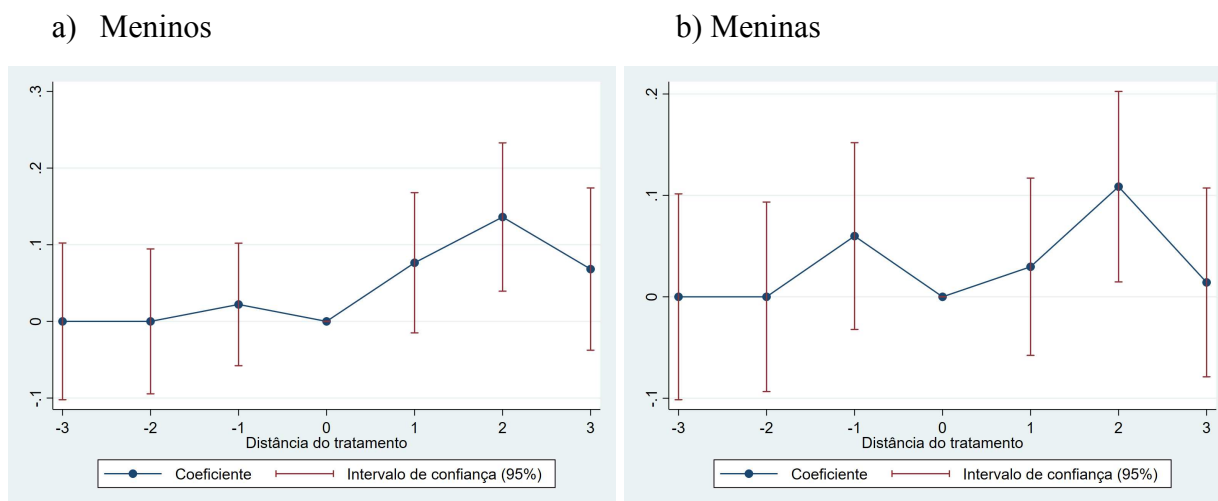 a) Meninos
b) Meninas
.3
.2
.1
0
-.1
-3
-2
-1
0
1
2
3
Distância do tratamento
Coeficiente
Intervalo de confiança (95%)
.2
.1
0
-.1
-3
-2
-1
0
1
2
3
Distância do tratamento
Coeficiente
Intervalo de confiança (95%)